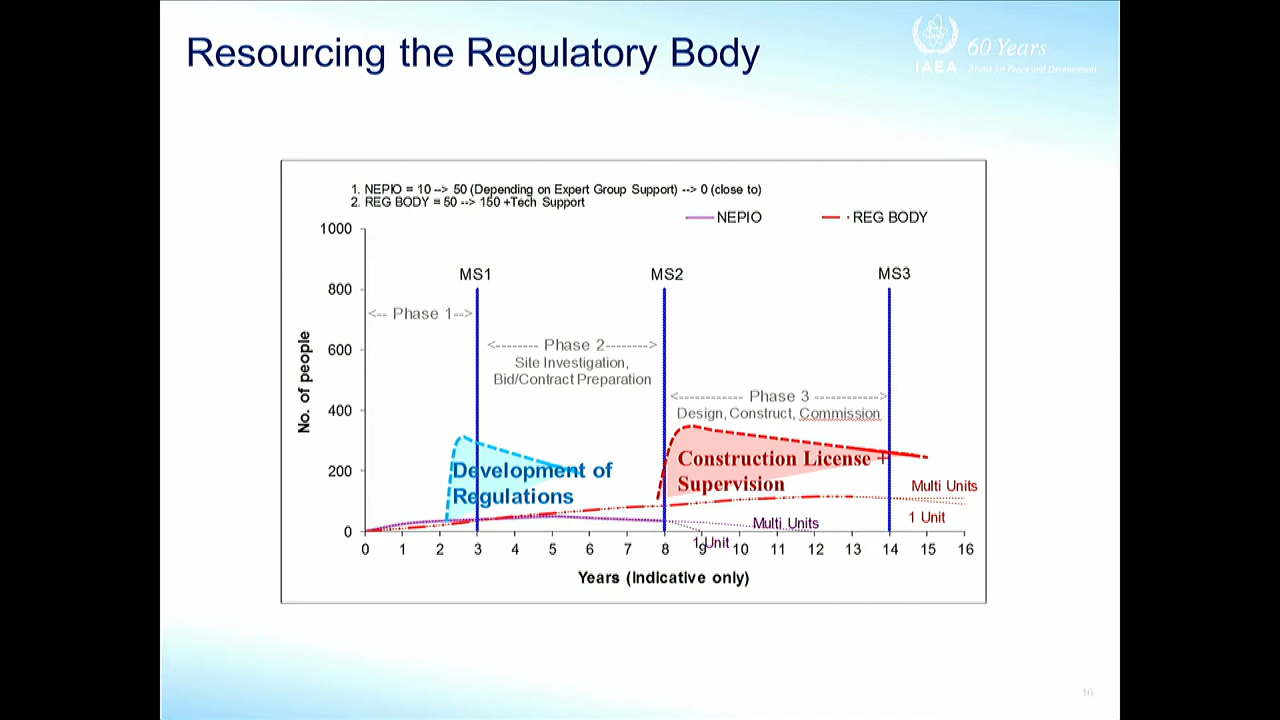 Resourcing the Regulatory Body
60 Years
IAEA Atoms for Peace and Development
1. NEPIO = 10 --> 50 (Depending on Expert Group Support) --> 0 (close to)
2. REG BODY = 50 --> 150 +Tech Support
NEPIO
REG BODY
1000
800
600
400
200
0
No. of people
MS1
MS2
MS3
<-- Phase 1-->
<-------- Phase 2-------->
Site Investigation,
Bid/Contract Preparation
<------------ Phase 3 ------------>
Design, Construct, Commission
Development of
Regulations
Construction License +
Supervision
Multi Units
1 Unit
Multi Units
1 Unit
0 1 2 3 4 5 6 7 8 9 10 11 12 13 14 15 16
Years (indicative only)
16